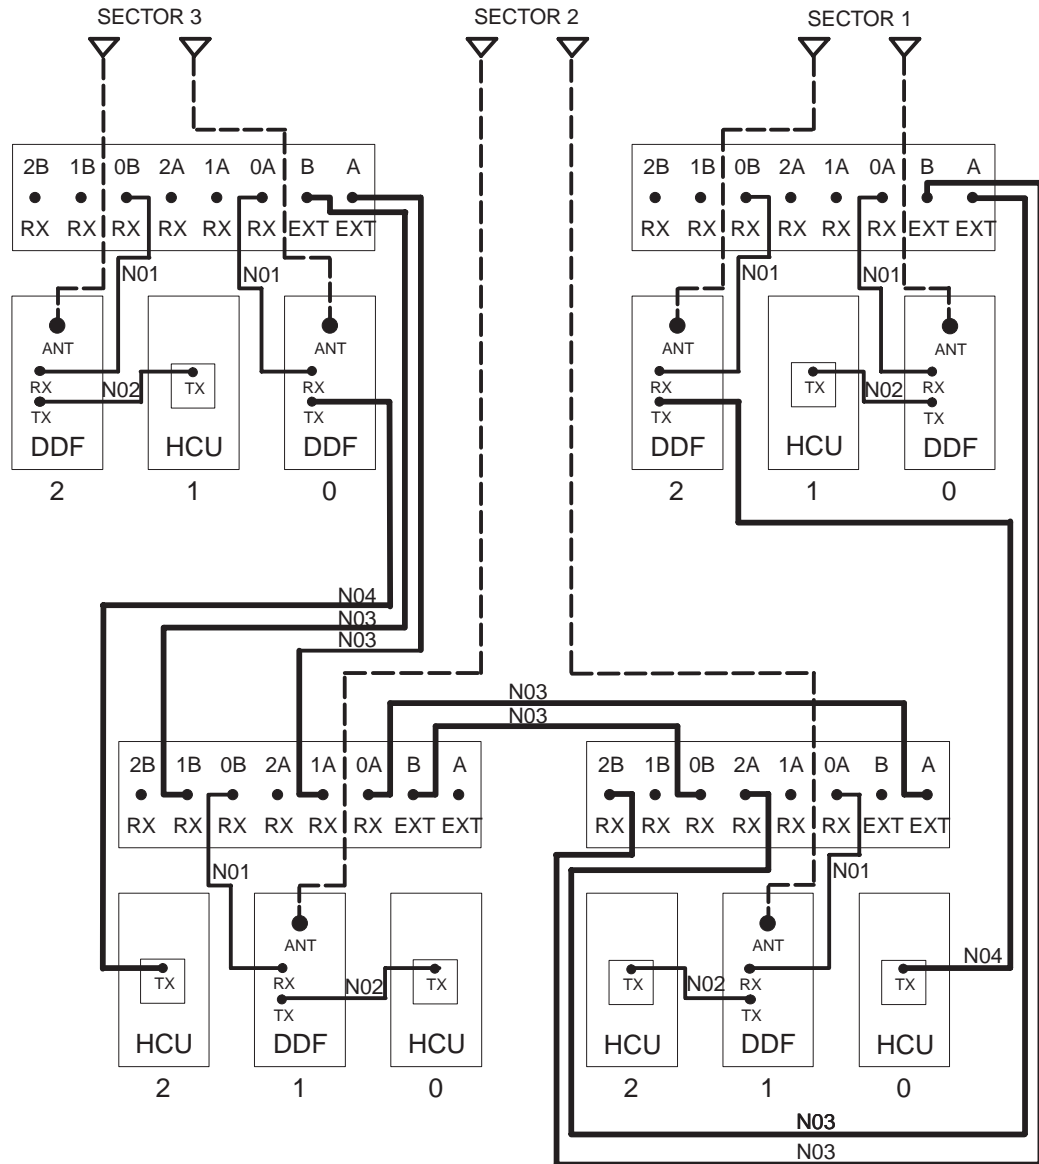 SECTOR 3 SECTOR 2 SECTOR 1
2B 1B 0B 2A 1A 0A B A
RX RX RX RX RX RX EXT EXT
2B 1B 0B 2A 1A 0A B A
RX RX RX RX RX RX EXT EXT
N01 N01 N01 N01
ANT ANT ANT ANT
RX N02 TX RX RX TX N02 RX
TX TX TX TX
DDF HCU DDF DDF HCU DDF
2 1 0 2 1 0
N04
N03
N03
N03
N03
2B 1B 0B 2A 1A 0A B A
RX RX RX RX RX RX EXT EXT
2B 1B 0B 2A 1A 0A B A
RX RX RX RX RX RX EXT EXT
N01 N01
ANT ANT
N04
TX RX N02 TX TX N02 RX TX
TX TX
HCU DDF HCU HCU DDF HCU
2 1 0 2 1 0
N03
N03